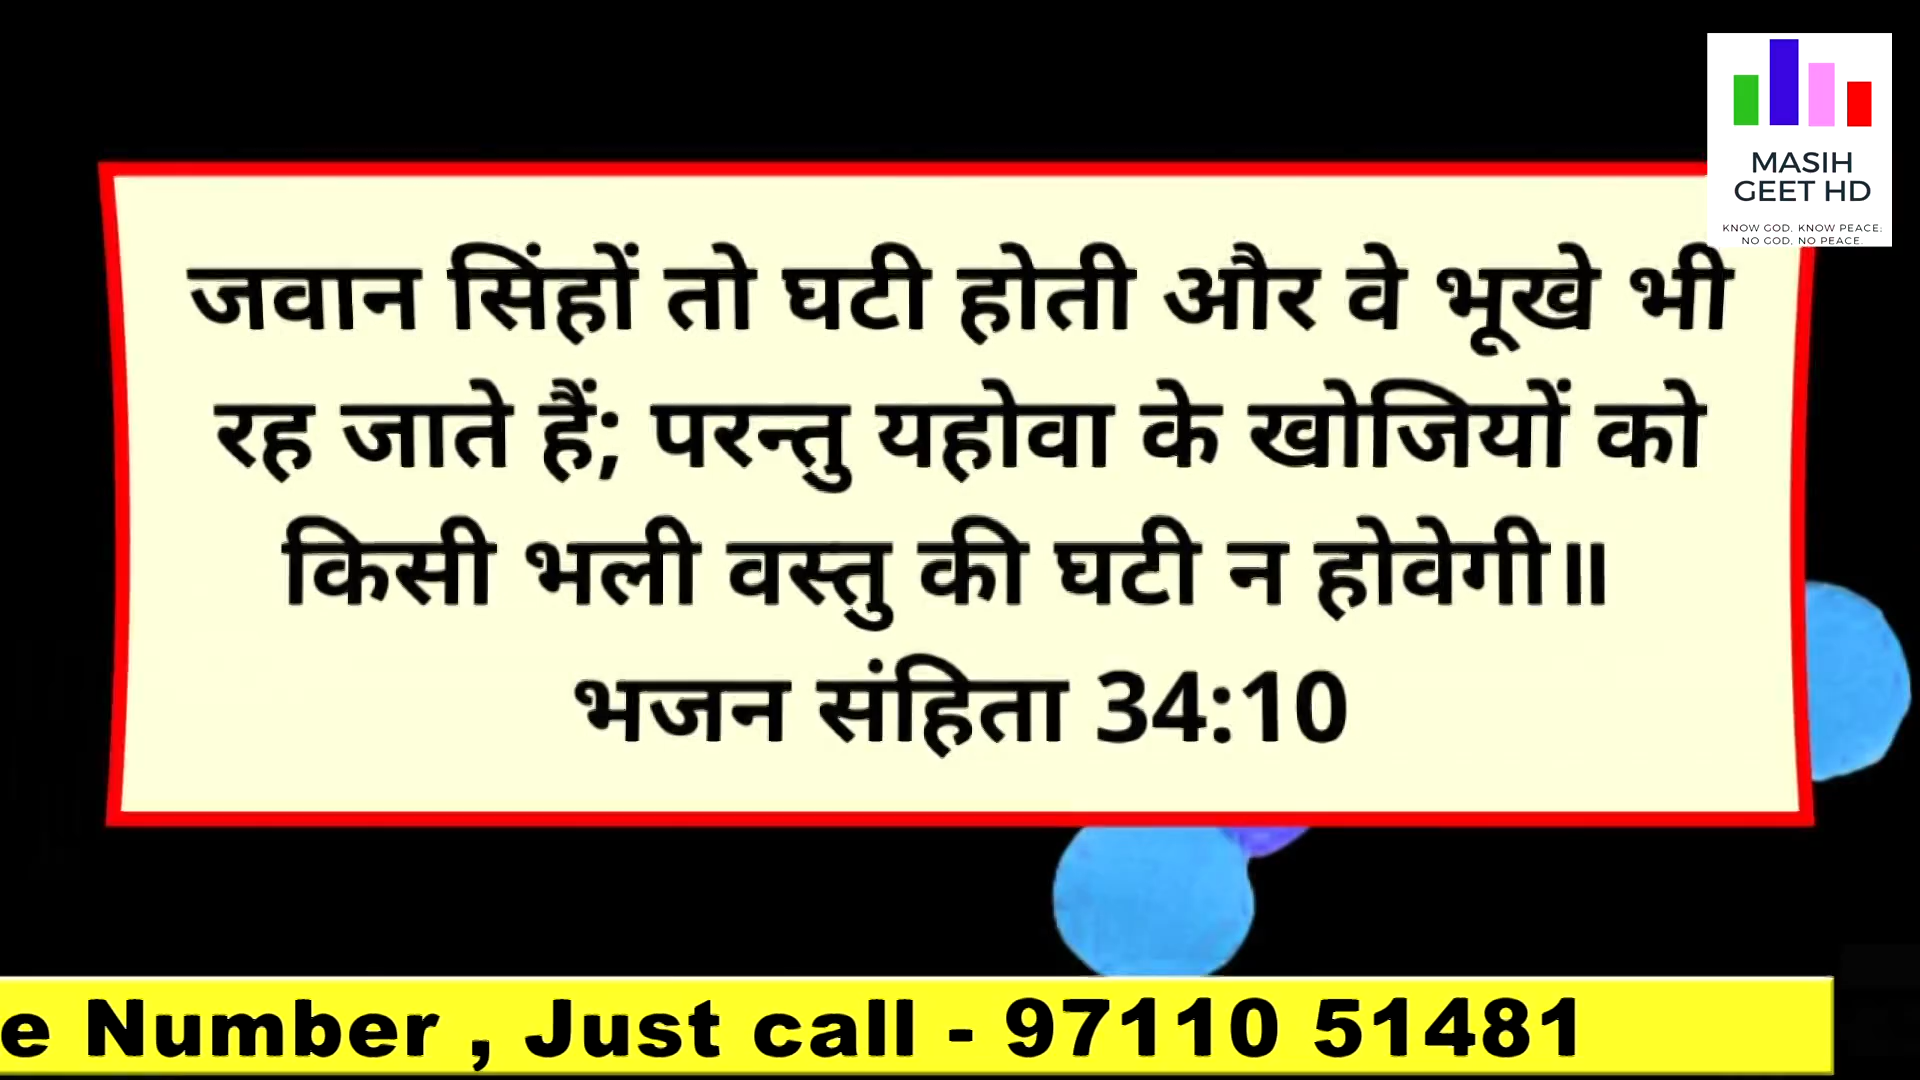 MASIH
GEET HD
KNOW GOD, KNOW PEACE;
NO GOD, NO PEACE.
जवान सिंहों तो घटी होती और वे भूखे भी
रह जाते हैं; परन्तु यहोवा के खोजियों को
किसी भली वस्तु की घटी न होवेगी॥
भजन संहिता 34:10
e Number , Just call - 97110 51481